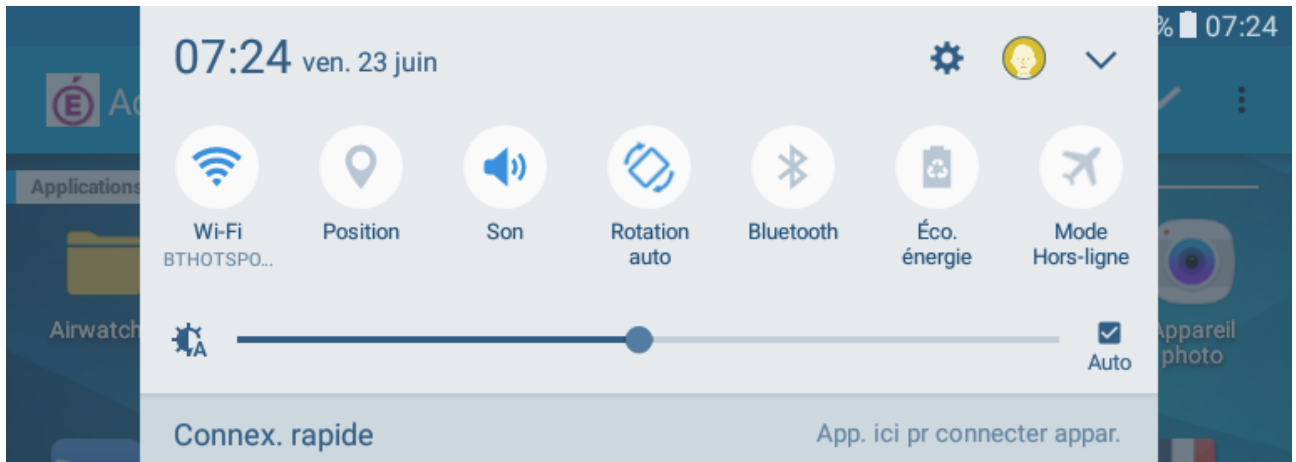 % 07:24
07:24 ven. 23 juin
É
Applications
Wi-Fi
BTHOTSPO...
Position
Son
Rotation
auto
Bluetooth
Éco.
énergie
Mode
Hors-ligne
Airwatch
Appareil
photo
A
Auto
Connex. rapide
App. ici pr connecter appar.